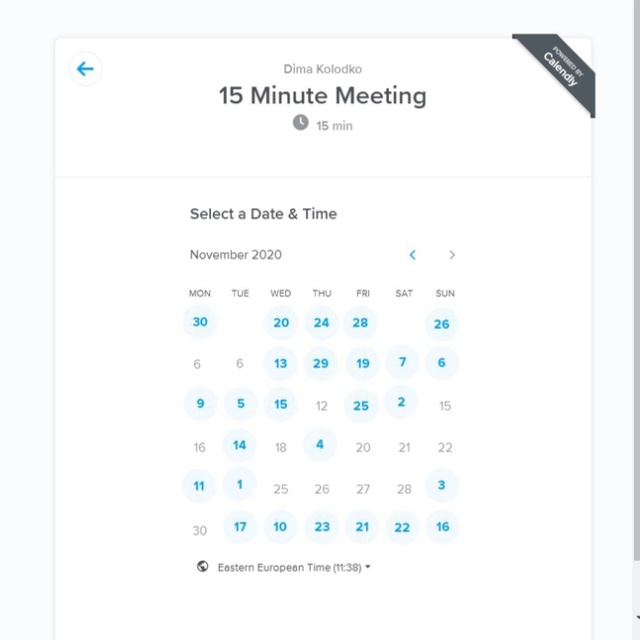 POWERED BY
Calendly
Dima Kolodko
15 Minute Meeting
15 min
Select a Date & Time
November 2020
MON TUE WED THU FRI SAT SUN
30 20 24 28 26
6 6 13 29 19 7 6
9 5 15 12 25 2 15
16 14 18 4 20 21 22
11 1 25 26 27 28 3
30 17 10 23 21 22 16
Eastern European Time (11:38)